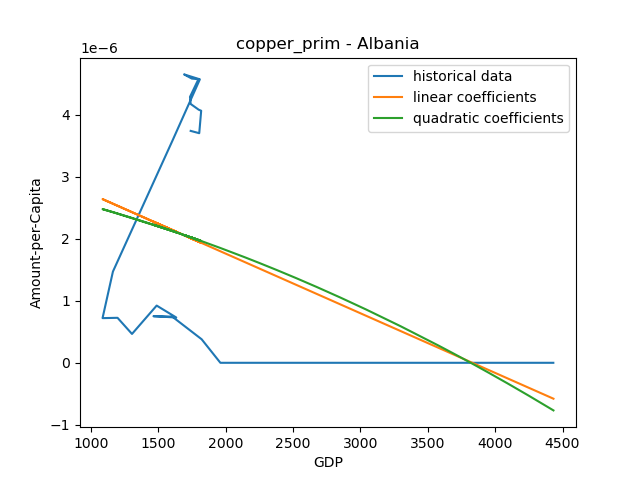 copper_prim - Albania
1e−6
historical data
linear coefficients
quadratic coefficients
4
3
2
1
0
−1
Amount-per-Capita
1000 1500 2000 2500 3000 3500 4000 4500
GDP